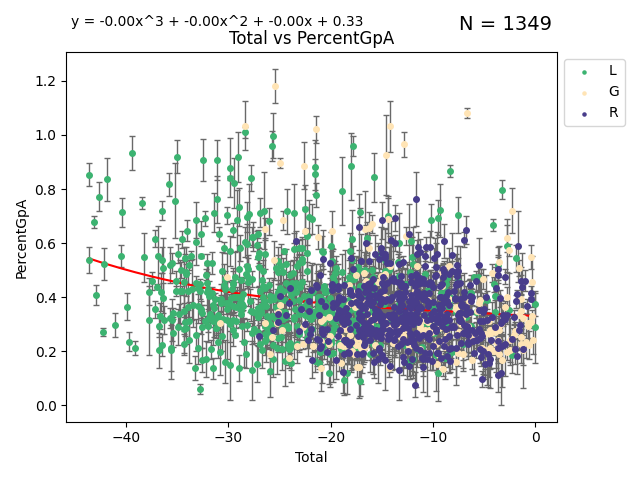 y = -0.00x^3 + -0.00x^2 + -0.00x + 0.33
N = 1349
Total vs PercentGpA
L
G
R
PercentGpA
1.2
1.0
0.8
0.6
0.4
0.2
0.0
−40
−30
−20
−10
0
Total